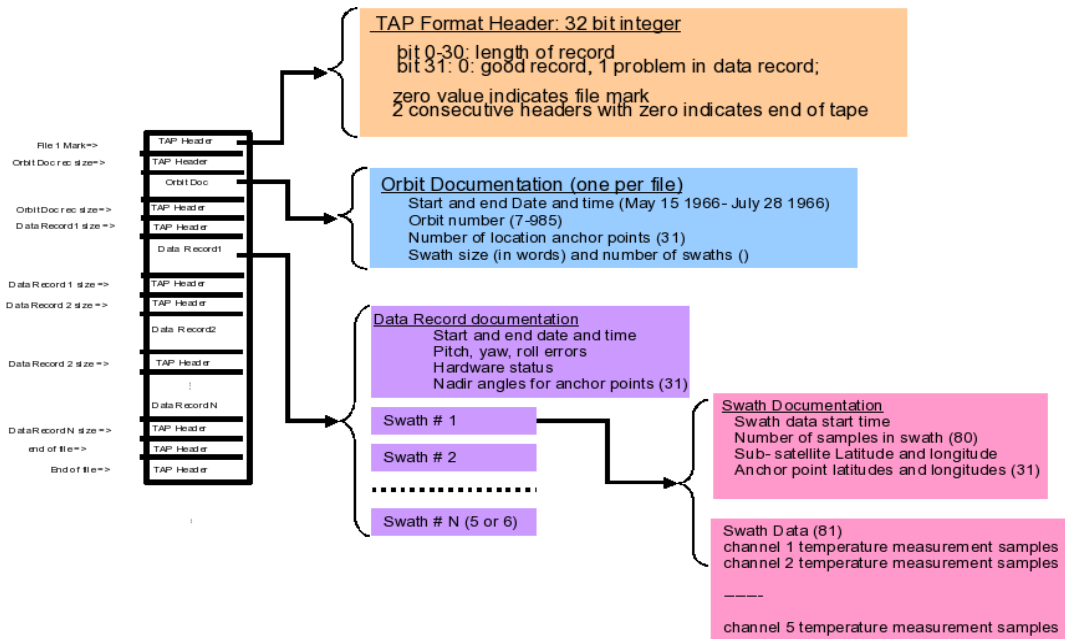 TAP Format Header: 32 bit integer
bit 0-30: length of record
bit 31: 0: good record, 1 problem in data record;
zero value indicates file mark
2 consecutive headers with zero indicates end of tape
File 1 Mark=>
TAP Header
Orbit Doc rec size=>
TAP Header
Orbit Doc
Orbit Doc rec size=>
TAP Header
Data Record1 size=>
TAP Header
Data Record1
Data Record 1 size=>
TAP Header
Data Record 2 size=>
TAP Header
Data Record2
Data Record 2 size=>
TAP Header
Data Record N
Data Record N size=>
TAP Header
end of file=>
TAP Header
End of file=>
TAP Header
Orbit Documentation (one per file)
Start and end Date and time (May 15 1966- July 28 1966)
Orbit number (7-985)
Number of location anchor points (31)
Swath size (in words) and number of swaths ()
Data Record documentation
Start and end date and time
Pitch, yaw, roll errors
Hardware status
Nadir angles for anchor points (31)
Swath # 1
Swath # 2
Swath # N (5 or 6)
Swath Documentation
Swath data start time
Number of samples in swath (80)
Sub- satellite Latitude and longitude
Anchor point latitudes and longitudes (31)
Swath Data (81)
channel 1 temperature measurement samples
channel 2 temperature measurement samples
--------
channel 5 temperature measurement samples